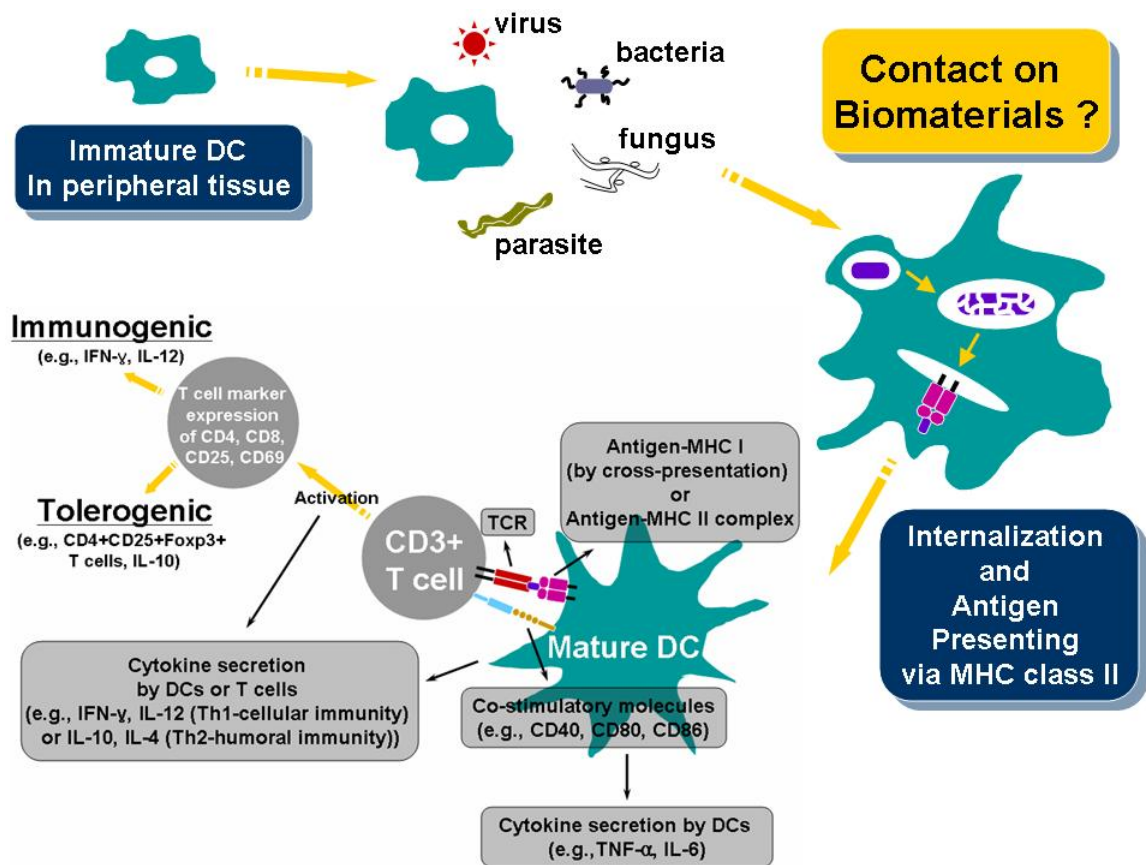 virus
bacteria
fungus
parasite
Immature DC
In peripheral tissue
Contact on
Biomaterials ?
Internalization
and
Antigen
Presenting
via MHC class II
Immunogenic
(e.g., IFN-ɣ, IL-12)
T cell marker
expression
of CD4, CD8,
CD25, CD69
Tolerogenic
(e.g., CD4+CD25+Foxp3+
T cells, IL-10)
Activation
CD3+
T cell
TCR
Antigen-MHC I
(by cross-presentation)
or
Antigen-MHC II complex
Mature DC
Cytokine secretion
by DCs or T cells
(e.g., IFN-ɣ, IL-12 (Th1-cellular immunity)
or IL-10, IL-4 (Th2-humoral immunity))
Co-stimulatory molecules
(e.g., CD40, CD80, CD86)
Cytokine secretion by DCs
(e.g.,TNF-α, IL-6)